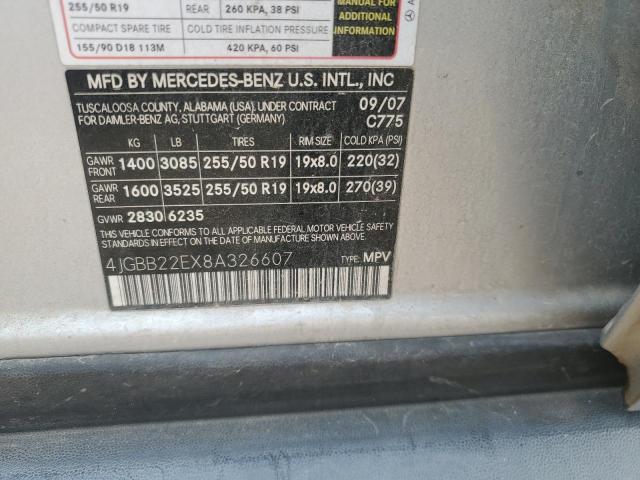 255/50 R19 REAR 260 KPA, 38 PSI
MANUAL FOR
ADDITIONAL
INFORMATION
COMPACT SPARE TIRE COLD TIRE INFLATION PRESSURE
155/90 D18 113M 420 KPA, 60 PSI
MFD BY MERCEDES-BENZ U.S. INTL., INC
TUSCALOOSA COUNTY, ALABAMA (USA), UNDER CONTRACT 09/07
FOR DAIMLER-BENZ AG, STUTTGART (GERMANY) C775
KG LB TIRES RIM SIZE COLD KPA (PSI)
GAWR FRONT 1400 3085 255/50 R19 19x8.0 220(32)
GAWR REAR 1600 3525 255/50 R19 19x8.0 270(39)
GVWR 2830 6235
THIS VEHICLE CONFORMS TO ALL APPLICABLE FEDERAL MOTOR VEHICLE SAFETY
STANDARDS IN EFFECT ON THE DATE OF MANUFACTURE SHOWN ABOVE.
4JGBB22EX8A326607 TYPE: MPV